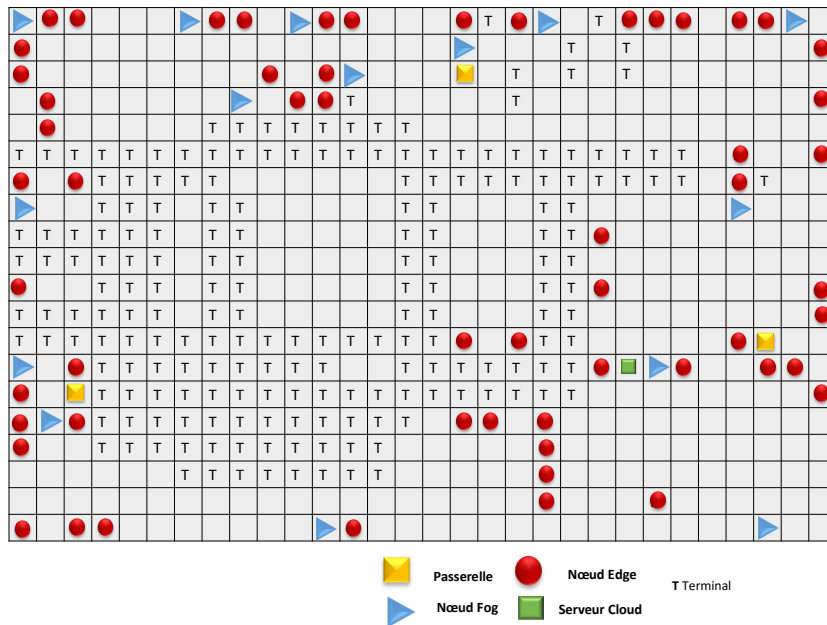 T T
T T
T T T
T T
T T T T T T T T
T T T T T T T T T T T T T T T T T T T T T T T T T
T T T T T T T T T T T T T T T T T
T T T T T T T T T
T T T T T T T T T T T T
T T T T T T T T T T T T
T T T T T T T T T
T T T T T T T T T T T T
T T T T T T T T T T T T T T T T T T
T T T T T T T T T T T T T T T T
T T T T T T T T T T T T T T T T T T
T T T T T T T T T T T T
T T T T T T T T T T T
T T T T T T T T
Passerelle Nœud Edge T Terminal
Nœud Fog Serveur Cloud